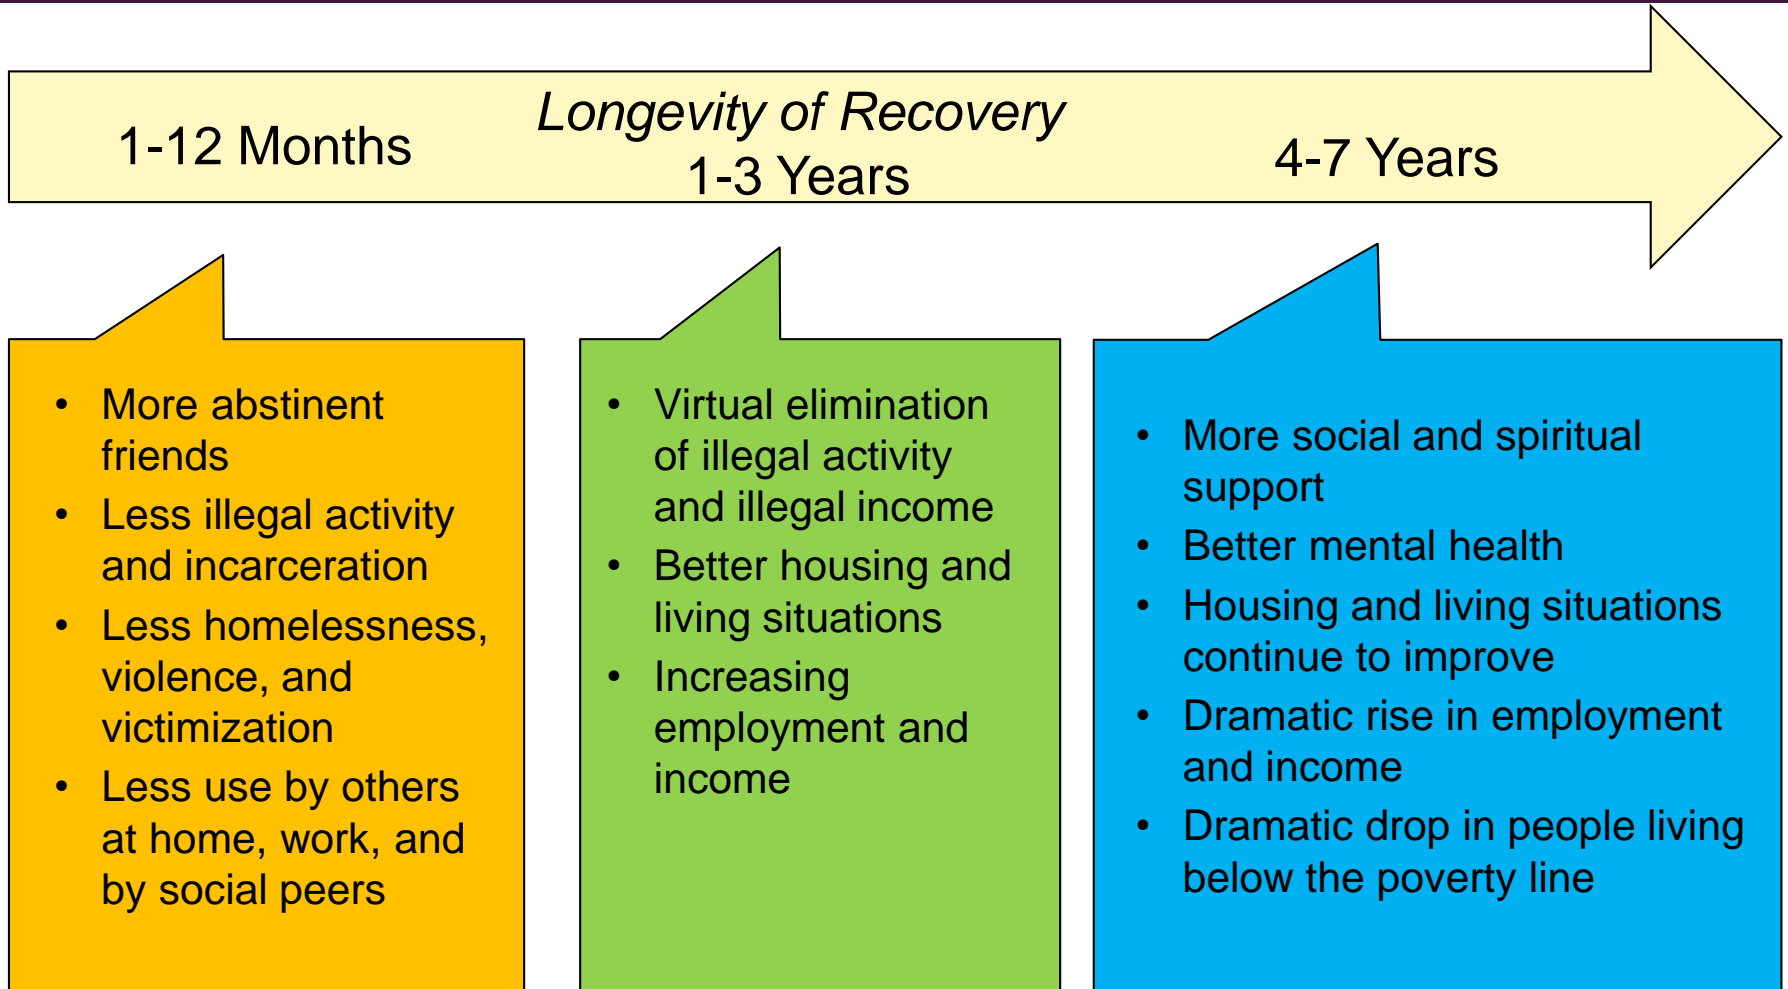 Longevity of Recovery
1-12 Months
1-3 Years
4-7 Years
• More abstinent
friends
• Less illegal activity
and incarceration
• Less homelessness,
violence, and
victimization
• Less use by others
at home, work, and
by social peers
• Virtual elimination
of illegal activity
and illegal income
• Better housing and
living situations
• Increasing
employment and
income
• More social and spiritual
support
• Better mental health
• Housing and living situations
continue to improve
• Dramatic rise in employment
and income
• Dramatic drop in people living
below the poverty line